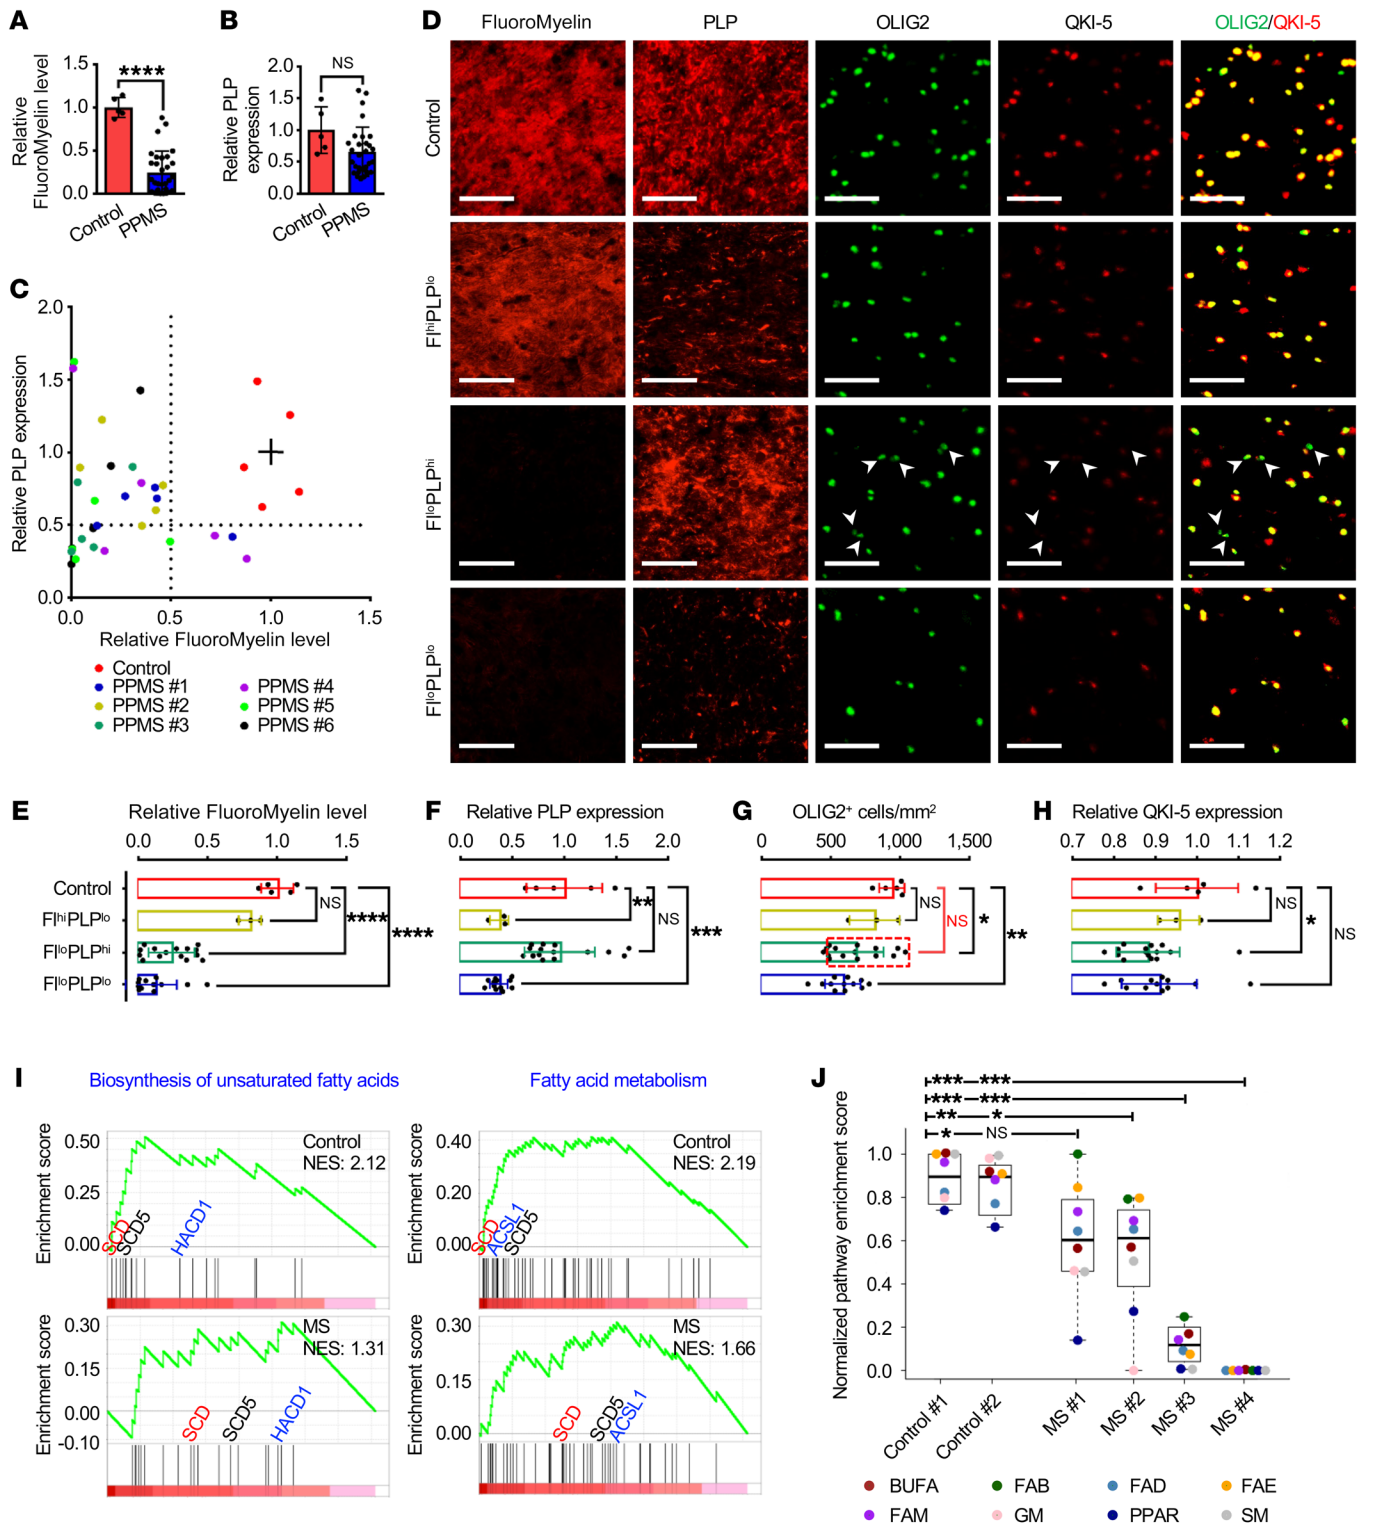 A
Relative
FluoroMyelin level
1.5
1.0
0.5
0.0
****
Control
PPMS
B
Relative PLP
expression
2.0
1.5
1.0
0.5
0.0
NS
Control
PPMS
C
Relative PLP expression
2.0
1.5
1.0
0.5
0.0
0.0
0.5
1.0
1.5
Relative FluoroMyelin level
Control
PPMS #1
PPMS #2
PPMS #3
PPMS #4
PPMS #5
PPMS #6
D
FluoroMyelin
PLP
OLIG2
QKI-5
OLIG2/QKI-5
Control
FlhiPLPlo
FlloPLPhi
FlloPLPlo
E
Relative FluoroMyelin level
0.0
0.5
1.0
1.5
Control
FlhiPLPlo
FlloPLPhi
FlloPLPlo
NS
****
****
F
Relative PLP expression
0.0
0.5
1.0
1.5
2.0
**
NS
***
G
OLIG2+ cells/mm2
0
500
1,000
1,500
NS
NS
*
**
H
Relative QKI-5 expression
0.7
0.8
0.9
1.0
1.1
1.2
NS
*
NS
I
Biosynthesis of unsaturated fatty acids
Enrichment score
0.50
0.25
0.00
Control
NES: 2.12
SCD
SCD5
HACD1
Enrichment score
0.30
0.15
0.00
-0.10
MS
NES: 1.31
SCD
SCD5
HACD1
Fatty acid metabolism
Enrichment score
0.40
0.20
0.00
Control
NES: 2.19
SCD
ACSL1
SCD5
Enrichment score
0.30
0.15
0.00
MS
NES: 1.66
SCD
SCD5
ACSL1
J
Normalized pathway enrichment score
1.0
0.8
0.6
0.4
0.2
0.0
*** ***
*** ***
** *
* NS
Control #1
Control #2
MS #1
MS #2
MS #3
MS #4
BUFA
FAB
FAD
FAE
FAM
GM
PPAR
SM